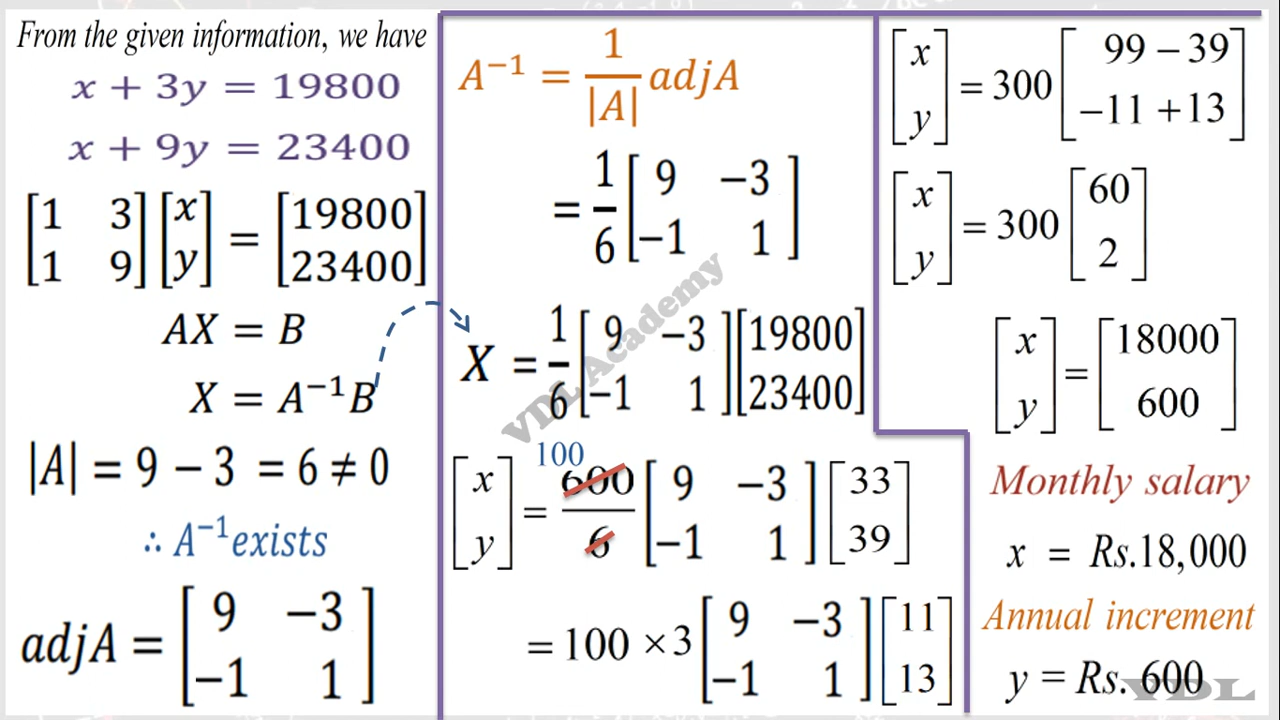 From the given information, we have
x + 3y = 19800
x + 9y = 23400
[1 3
1 9] [x
y] = [19800
23400]
AX = B
X = A⁻¹B
|A| = 9 − 3 = 6 ≠ 0
∴ A⁻¹exists
adjA = [9 −3
−1 1]
A⁻¹ = 1/|A| adjA
= 1/6 [9 −3
−1 1]
X = 1/6 [9 −3
−1 1] [19800
23400]
100
[x
y] = 600/6 [9 −3
−1 1] [33
39]
= 100 × 3 [9 −3
−1 1] [11
13]
VDL Academy
[x
y] = 300 [99 − 39
−11 + 13]
[x
y] = 300 [60
2]
[x
y] = [18000
600]
Monthly salary
x = Rs.18,000
Annual increment
y = Rs. 600
VDL